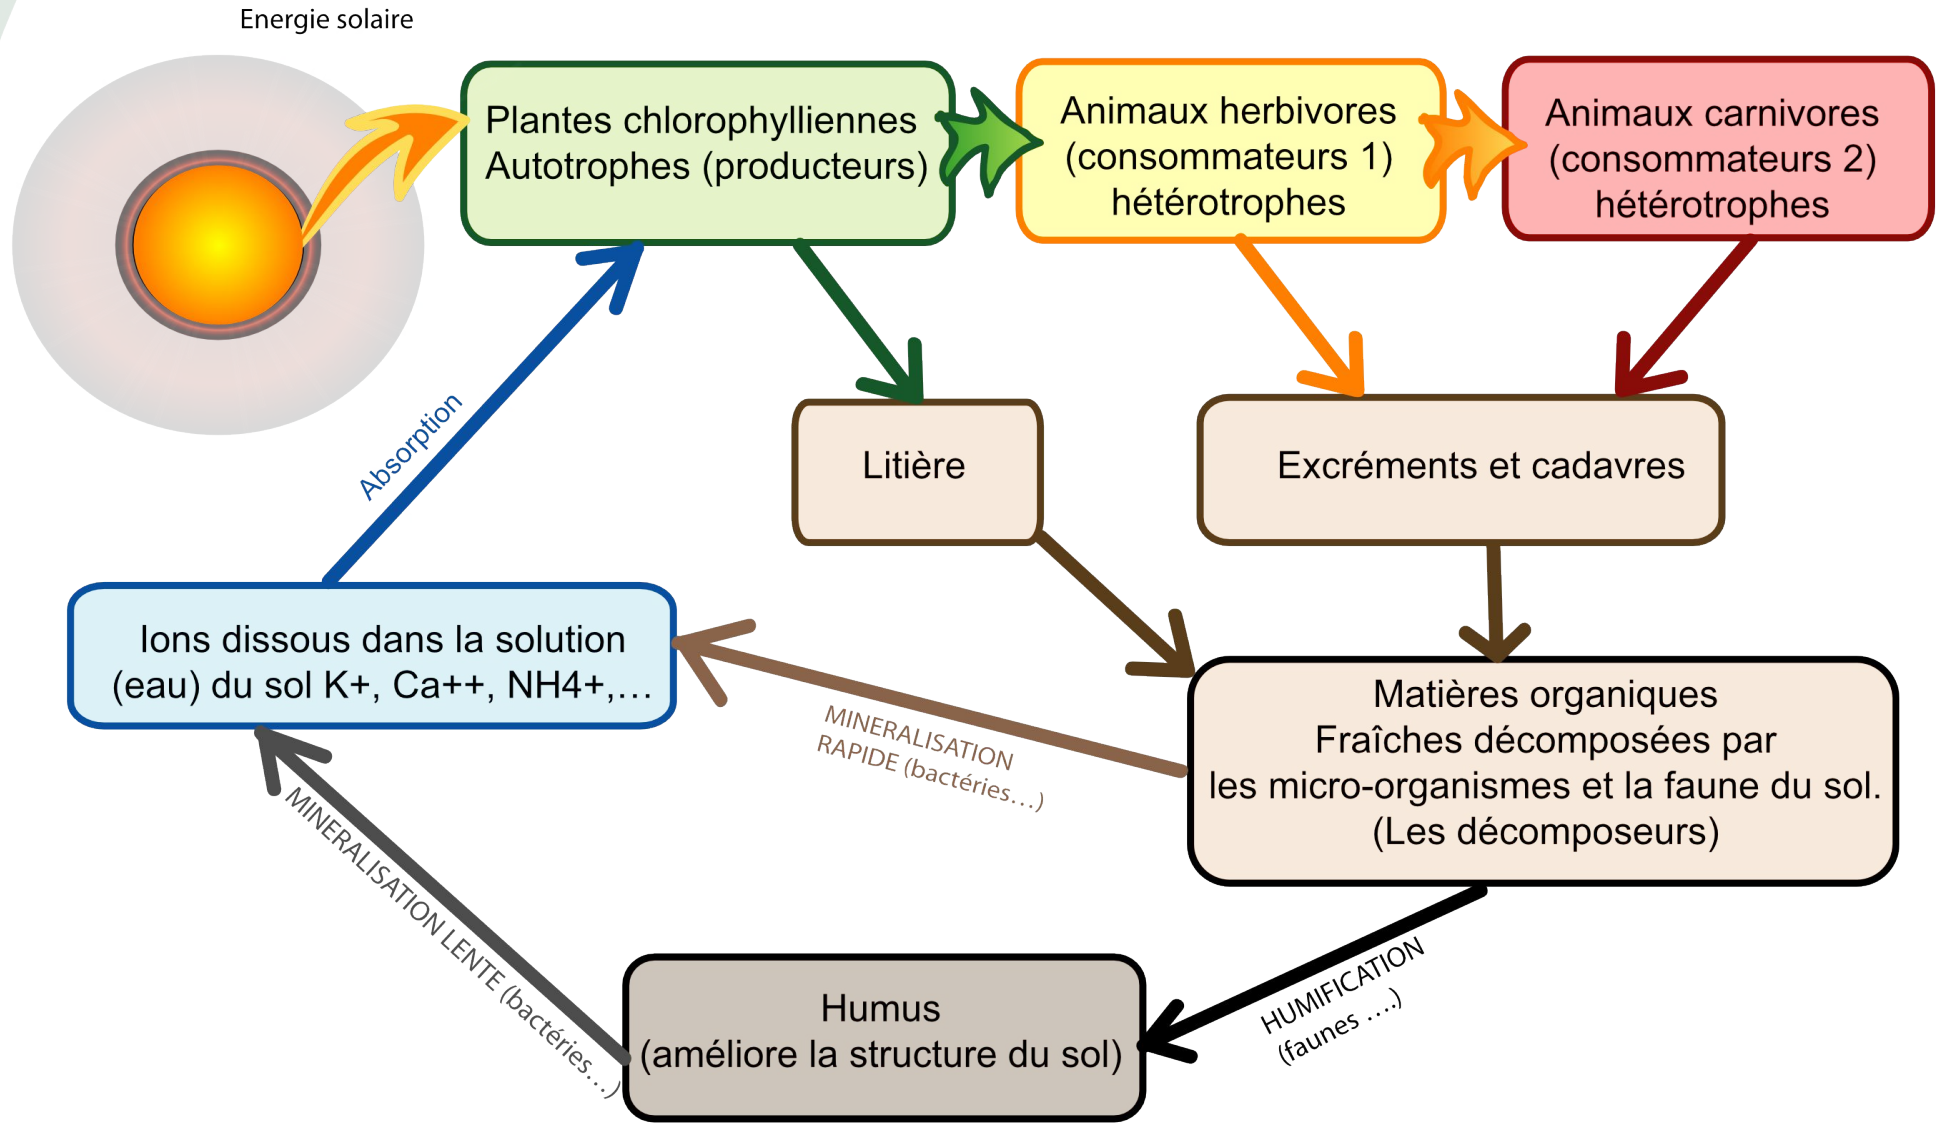 Energie solaire
Plantes chlorophylliennes
Autotrophes (producteurs)
Animaux herbivores
(consommateurs 1)
hétérotrophes
Animaux carnivores
(consommateurs 2)
hétérotrophes
Absorption
Litière
Excréments et cadavres
Ions dissous dans la solution
(eau) du sol K+, Ca++, NH4+,…
MINERALISATION
RAPIDE (bactéries…)
Matières organiques
Fraîches décomposées par
les micro-organismes et la faune du sol.
(Les décomposeurs)
MINERALISATION LENTE (bactéries…)
HUMIFICATION
(faunes ….)
Humus
(améliore la structure du sol)